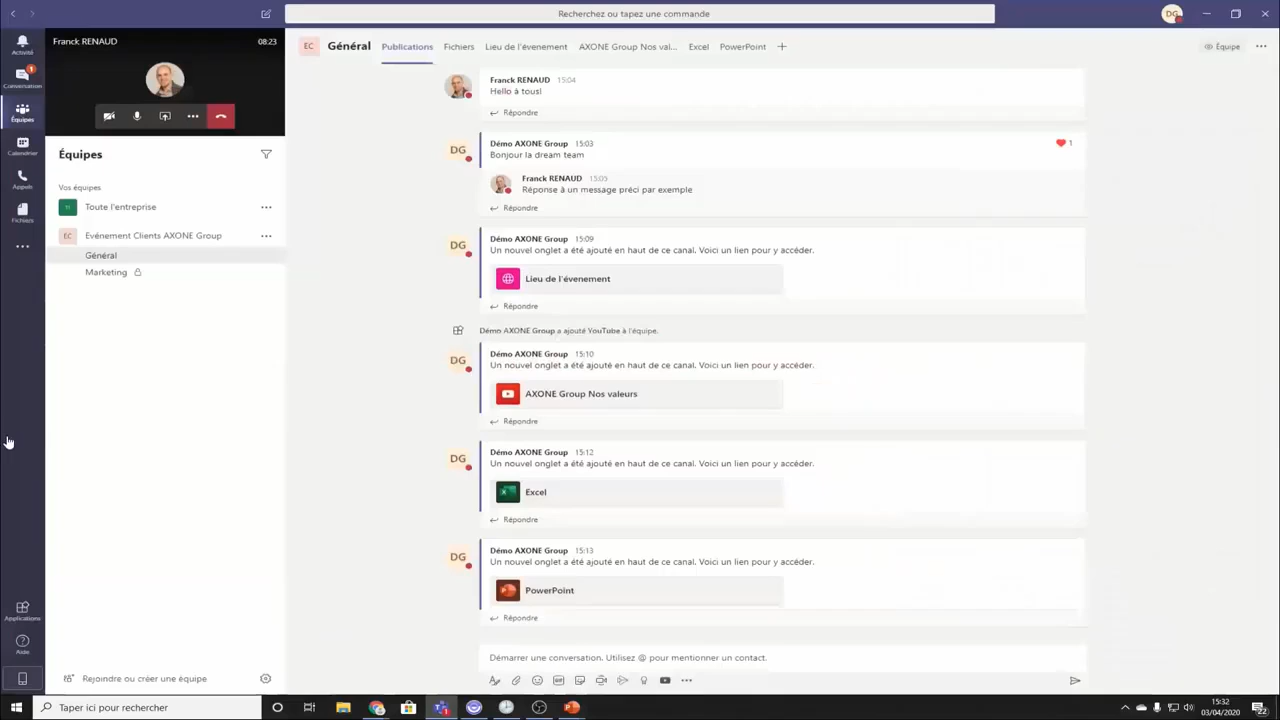 DG
Recherchez ou tapez une commande
Activité
1
Conversations
Équipes
Calendrier
Appels
Fichiers
Applications
Aide
Franck RENAUD 08:23
Équipes
Vos équipes
Toute l'entreprise
EC Evénement Clients AXONE Group
Général
Marketing
Rejoindre ou créer une équipe
EC Général Publications Fichiers Lieu de l'évenement AXONE Group Nos val... Excel PowerPoint Équipe
Franck RENAUD 15:04
Hello à tous!
Répondre
DG Démo AXONE Group 15:03 1
Bonjour la dream team
Franck RENAUD 15:05
Réponse à un message préci par exemple
Répondre
DG Démo AXONE Group 15:09
Un nouvel onglet a été ajouté en haut de ce canal. Voici un lien pour y accéder.
Lieu de l'évenement
Répondre
Démo AXONE Group a ajouté YouTube à l'équipe.
DG Démo AXONE Group 15:10
Un nouvel onglet a été ajouté en haut de ce canal. Voici un lien pour y accéder.
AXONE Group Nos valeurs
Répondre
DG Démo AXONE Group 15:12
Un nouvel onglet a été ajouté en haut de ce canal. Voici un lien pour y accéder.
Excel
Répondre
DG Démo AXONE Group 15:13
Un nouvel onglet a été ajouté en haut de ce canal. Voici un lien pour y accéder.
PowerPoint
Répondre
Démarrer une conversation. Utilisez @ pour mentionner un contact.
GIF
Taper ici pour rechercher
15:32
03/04/2020
22